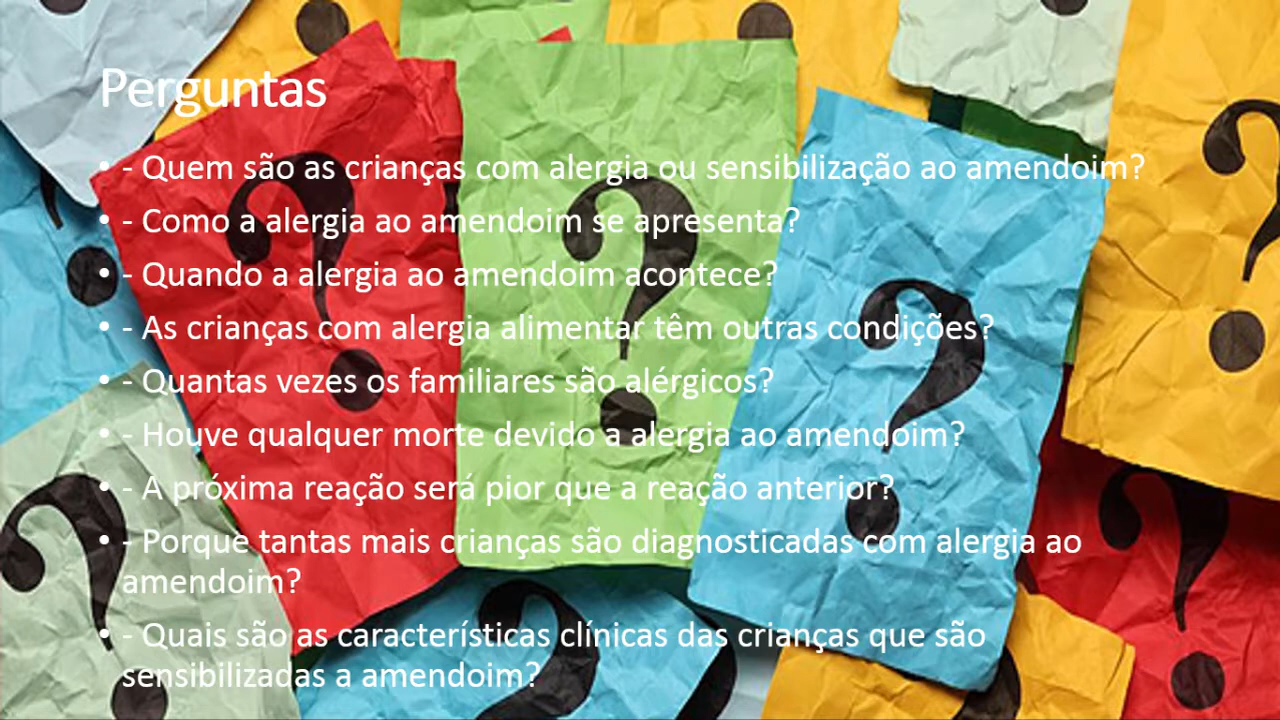 Perguntas
• - Quem são as crianças com alergia ou sensibilização ao amendoim?
• - Como a alergia ao amendoim se apresenta?
• - Quando a alergia ao amendoim acontece?
• - As crianças com alergia alimentar têm outras condições?
• - Quantas vezes os familiares são alérgicos?
• - Houve qualquer morte devido a alergia ao amendoim?
• - A próxima reação será pior que a reação anterior?
• - Porque tantas mais crianças são diagnosticadas com alergia ao
amendoim?
• - Quais são as características clínicas das crianças que são
sensibilizadas a amendoim?